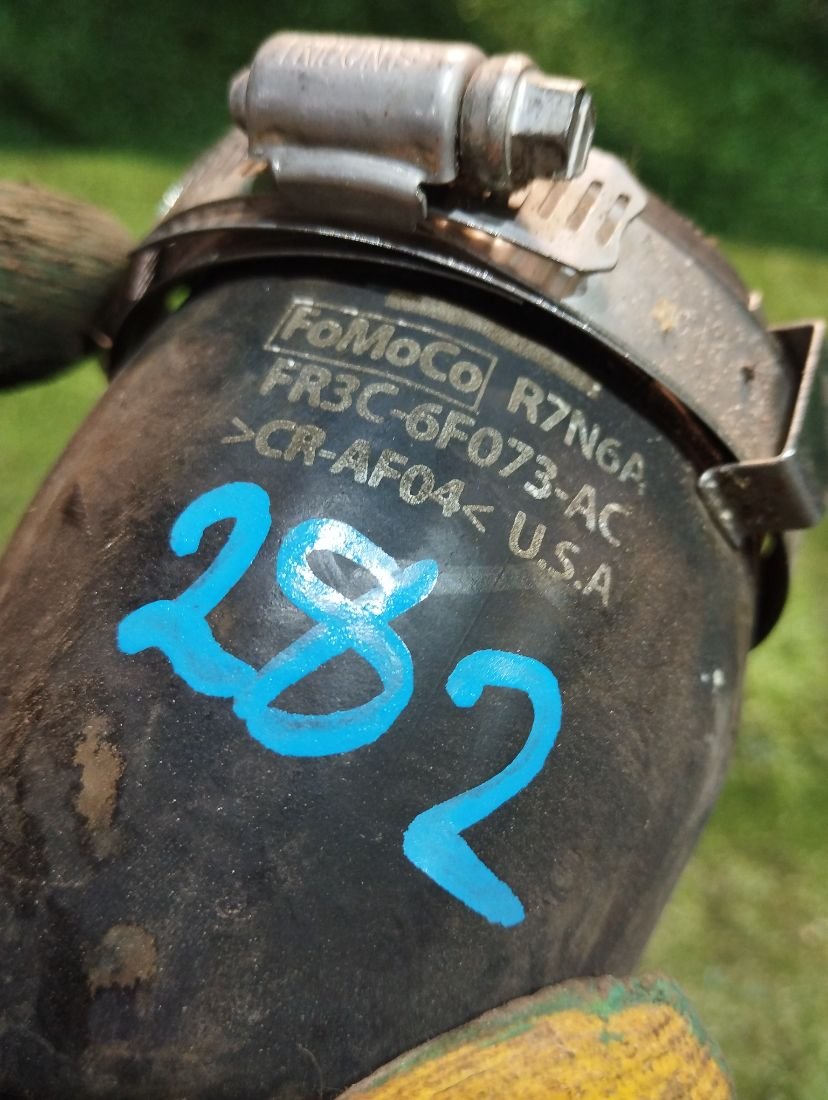 FoMoCo R7N6A
FR3C-6F073-AC
>CR-AF04< U.S.A
282